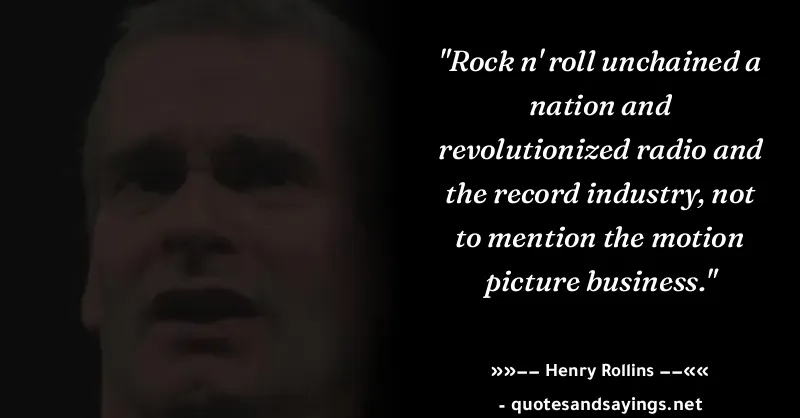 "Rock n' roll unchained a
nation and
revolutionized radio and
the record industry, not
to mention the motion
picture business."
»»—— Henry Rollins ——««
- quotesandsayings.net